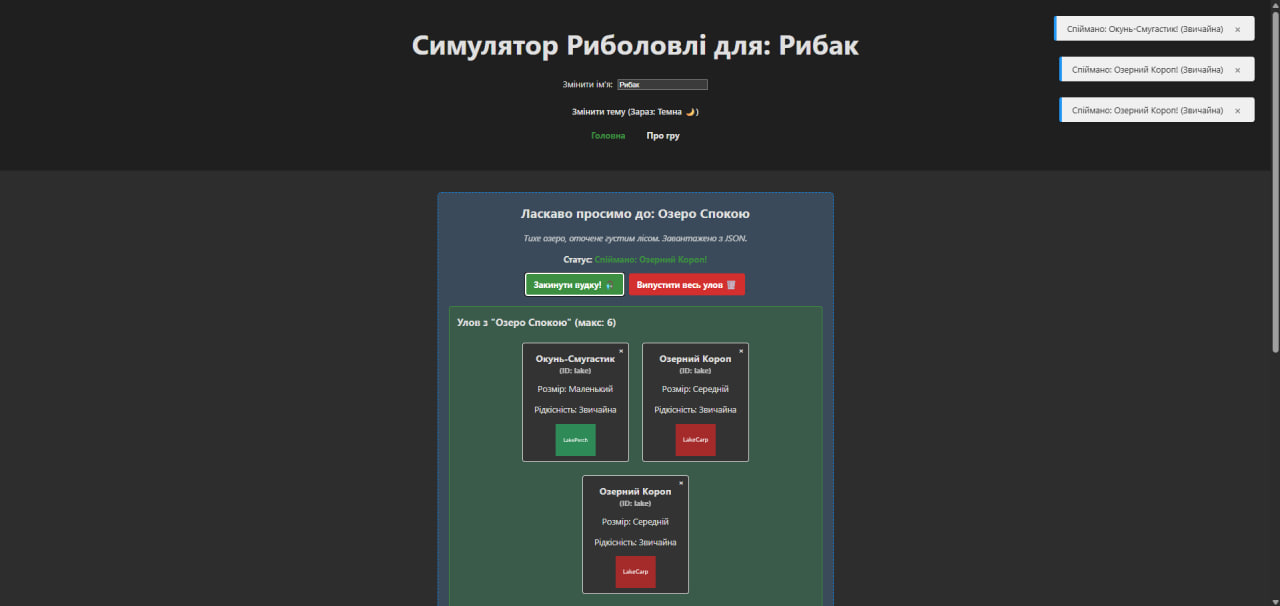 Симулятор Риболовлі для: Рибак
Змінити ім'я: Рибак
Змінити тему (Зараз: Темна 🌙)
Головна Про гру
Спіймано: Окунь-Смугастик! (Звичайна) ×
Спіймано: Озерний Короп! (Звичайна) ×
Спіймано: Озерний Короп! (Звичайна) ×
Ласкаво просимо до: Озеро Спокою
Тихе озеро, оточене густим лісом. Завантажено з JSON.
Статус: Спіймано: Озерний Короп!
Закинути вудку! 🎣 Випустити весь улов 🗑️
Улов з "Озеро Спокою" (макс: 6)
×
Окунь-Смугастик
(ID: lake)
Розмір: Маленький
Рідкісність: Звичайна
LakePerch
×
Озерний Короп
(ID: lake)
Розмір: Середній
Рідкісність: Звичайна
LakeCarp
×
Озерний Короп
(ID: lake)
Розмір: Середній
Рідкісність: Звичайна
LakeCarp